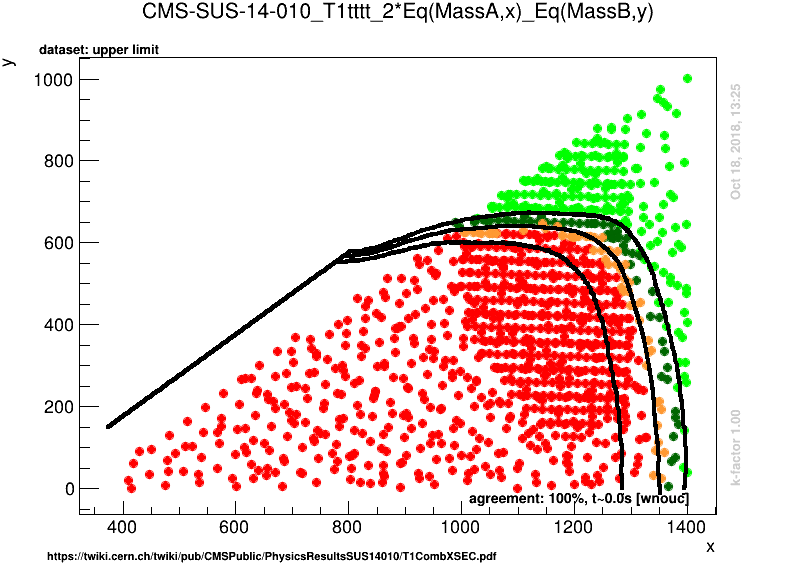 CMS-SUS-14-010_T1tttt_2*Eq(MassA,x)_Eq(MassB,y)
dataset: upper limit
y
1000
800
600
400
200
0
400 600 800 1000 1200 1400
x
agreement: 100%, t~0.0s [wnouc]
Oct 18, 2018, 13:25
k-factor 1.00
https://twiki.cern.ch/twiki/pub/CMSPublic/PhysicsResultsSUS14010/T1CombXSEC.pdf